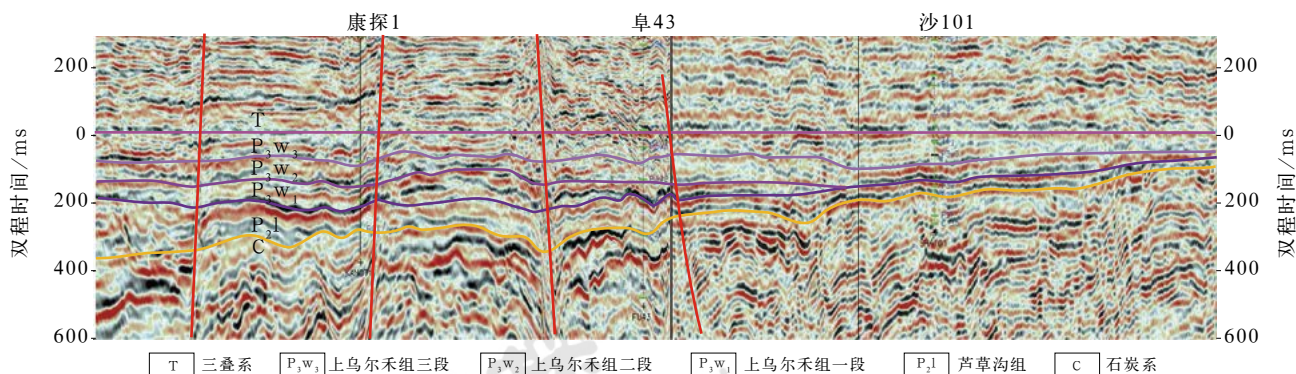 康探1 阜43 沙101
200 200
0 0
200 200
400 400
600 600
双程时间/ms
双程时间/ms
T
P₃w₃
P₃w₂
P₃w₁
P₂l
C
T 三叠系 P₃w₃ 上乌尔禾组三段 P₃w₂ 上乌尔禾组二段 P₃w₁ 上乌尔禾组一段 P₂l 芦草沟组 C 石炭系